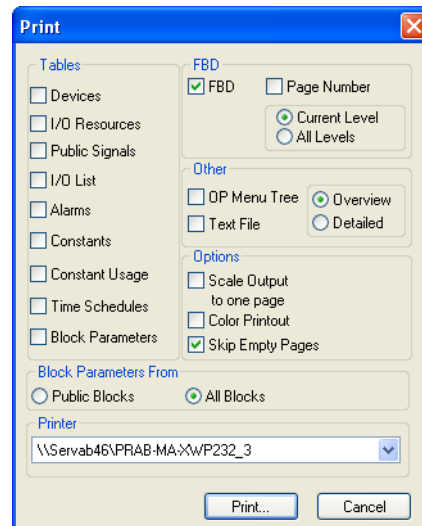 Print
Tables
Devices
I/O Resources
Public Signals
I/O List
Alarms
Constants
Constant Usage
Time Schedules
Block Parameters
FBD
FBD
Page Number
Current Level
All Levels
Other
OP Menu Tree
Text File
Overview
Detailed
Options
Scale Output
to one page
Color Printout
Skip Empty Pages
Block Parameters From
Public Blocks
All Blocks
Printer
\\Servab46\PRAB-MA-XWP232_3
Print...
Cancel